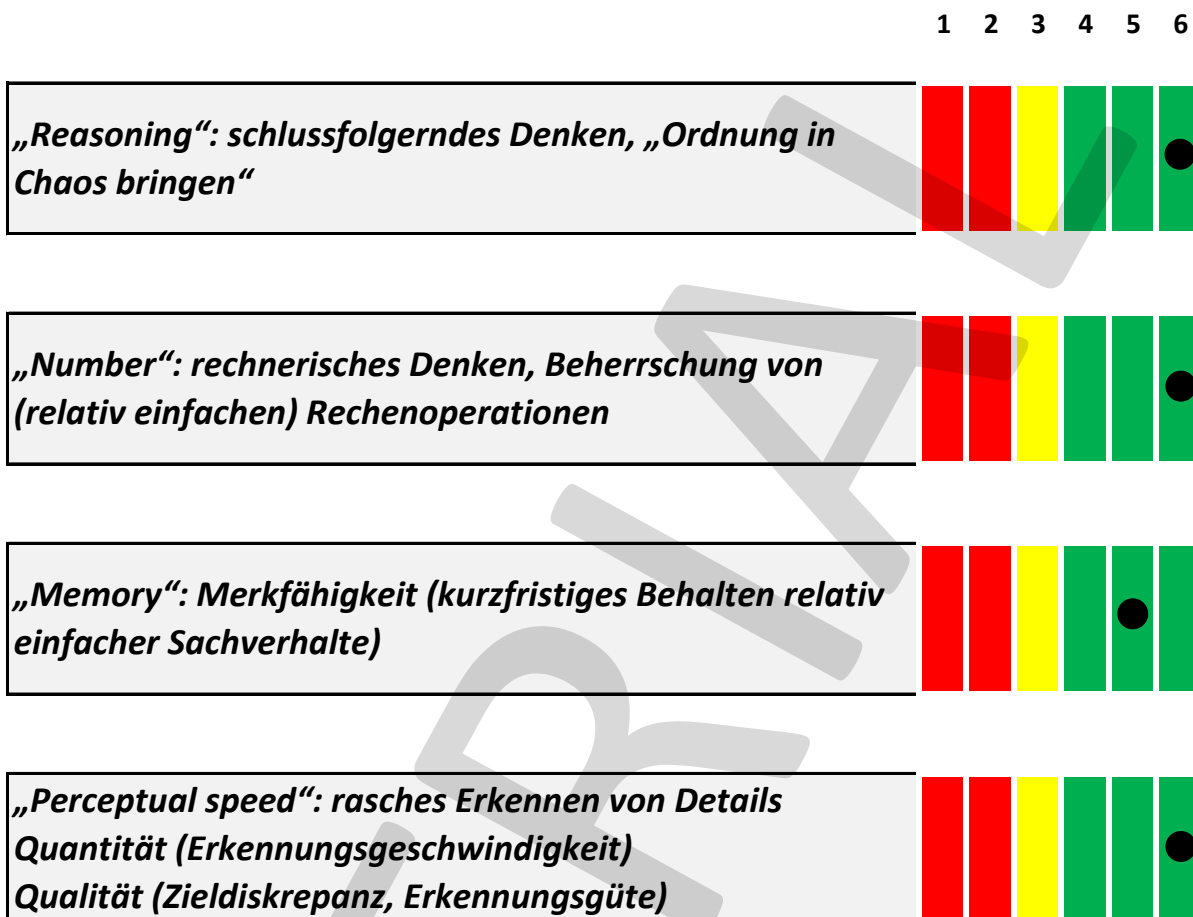 1 2 3 4 5 6
„Reasoning“: schlussfolgerndes Denken, „Ordnung in
Chaos bringen“
„Number“: rechnerisches Denken, Beherrschung von
(relativ einfachen) Rechenoperationen
„Memory“: Merkfähigkeit (kurzfristiges Behalten relativ
einfacher Sachverhalte)
„Perceptual speed“: rasches Erkennen von Details
Quantität (Erkennungsgeschwindigkeit)
Qualität (Zieldiskrepanz, Erkennungsgüte)
RIAL